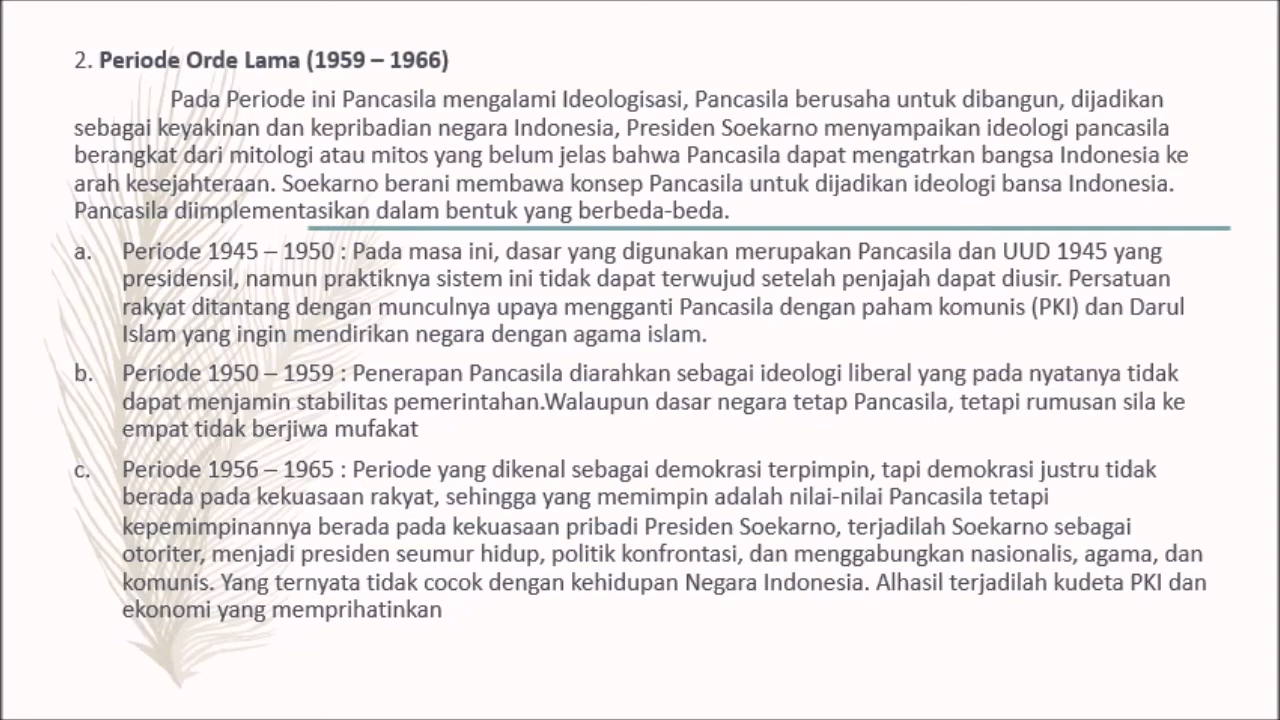 2. Periode Orde Lama (1959 – 1966)
Pada Periode ini Pancasila mengalami Ideologisasi, Pancasila berusaha untuk dibangun, dijadikan
sebagai keyakinan dan kepribadian negara Indonesia, Presiden Soekarno menyampaikan ideologi pancasila
berangkat dari mitologi atau mitos yang belum jelas bahwa Pancasila dapat mengatrkan bangsa Indonesia ke
arah kesejahteraan. Soekarno berani membawa konsep Pancasila untuk dijadikan ideologi bansa Indonesia.
Pancasila diimplementasikan dalam bentuk yang berbeda-beda.
a. Periode 1945 – 1950 : Pada masa ini, dasar yang digunakan merupakan Pancasila dan UUD 1945 yang
presidensil, namun praktiknya sistem ini tidak dapat terwujud setelah penjajah dapat diusir. Persatuan
rakyat ditantang dengan munculnya upaya mengganti Pancasila dengan paham komunis (PKI) dan Darul
Islam yang ingin mendirikan negara dengan agama islam.
b. Periode 1950 – 1959 : Penerapan Pancasila diarahkan sebagai ideologi liberal yang pada nyatanya tidak
dapat menjamin stabilitas pemerintahan.Walaupun dasar negara tetap Pancasila, tetapi rumusan sila ke
empat tidak berjiwa mufakat
c. Periode 1956 – 1965 : Periode yang dikenal sebagai demokrasi terpimpin, tapi demokrasi justru tidak
berada pada kekuasaan rakyat, sehingga yang memimpin adalah nilai-nilai Pancasila tetapi
kepemimpinannya berada pada kekuasaan pribadi Presiden Soekarno, terjadilah Soekarno sebagai
otoriter, menjadi presiden seumur hidup, politik konfrontasi, dan menggabungkan nasionalis, agama, dan
komunis. Yang ternyata tidak cocok dengan kehidupan Negara Indonesia. Alhasil terjadilah kudeta PKI dan
ekonomi yang memprihatinkan